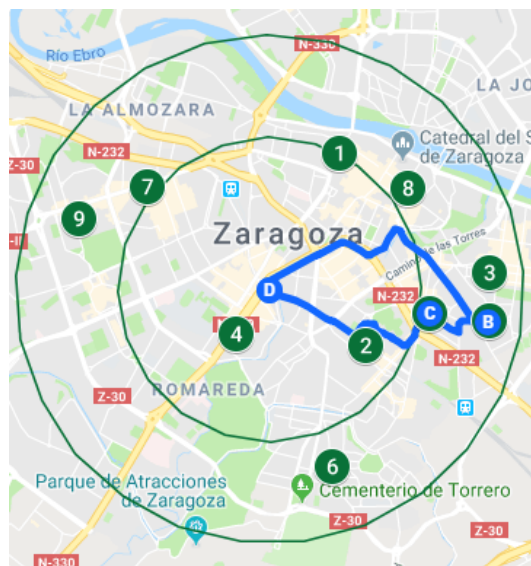 N-330
Río Ebro
LA JO
LA ALMOZARA
Z-30
N-232
Catedral del S
de Zaragoza
1
7
8
9
Zaragoza
Camino de las Torres
3
D
N-232
C
B
4
2
N-232
ROMAREDA
Z-30
6
Parque de Atracciones
de Zaragoza
Cementerio de Torrero
Z-30
N-330